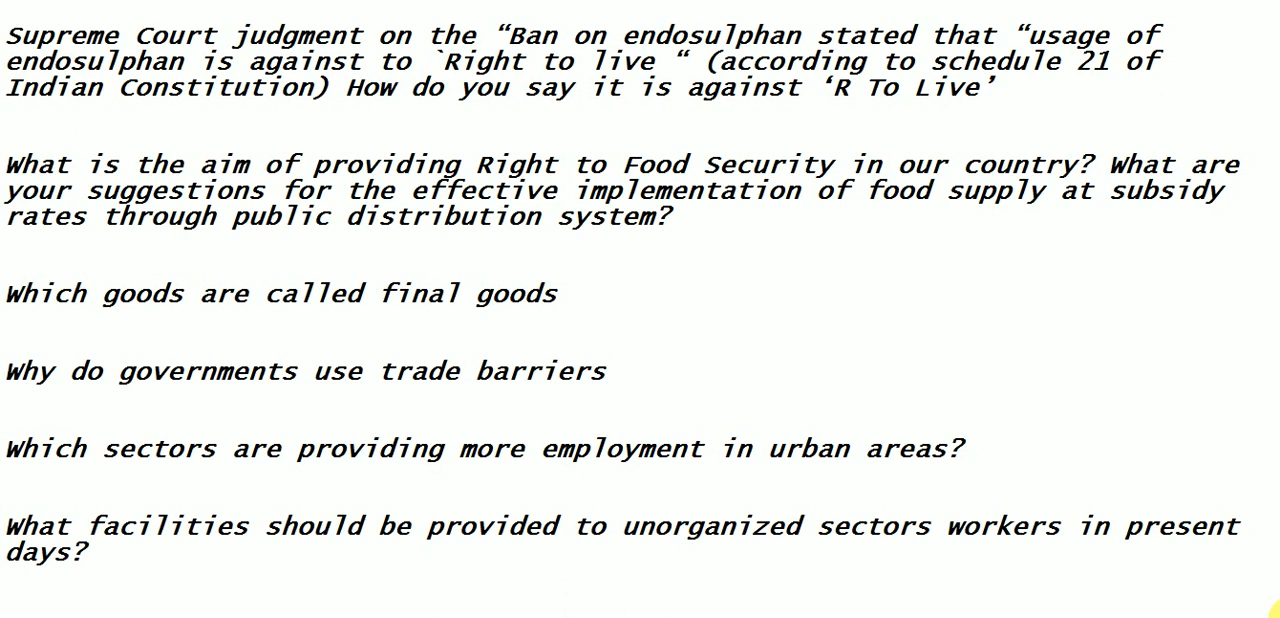 Supreme Court judgment on the “Ban on endosulphan stated that “usage of
endosulphan is against to `Right to live “ (according to schedule 21 of
Indian Constitution) How do you say it is against ‘R To Live’
What is the aim of providing Right to Food Security in our country? What are
your suggestions for the effective implementation of food supply at subsidy
rates through public distribution system?
Which goods are called final goods
Why do governments use trade barriers
Which sectors are providing more employment in urban areas?
What facilities should be provided to unorganized sectors workers in present
days?